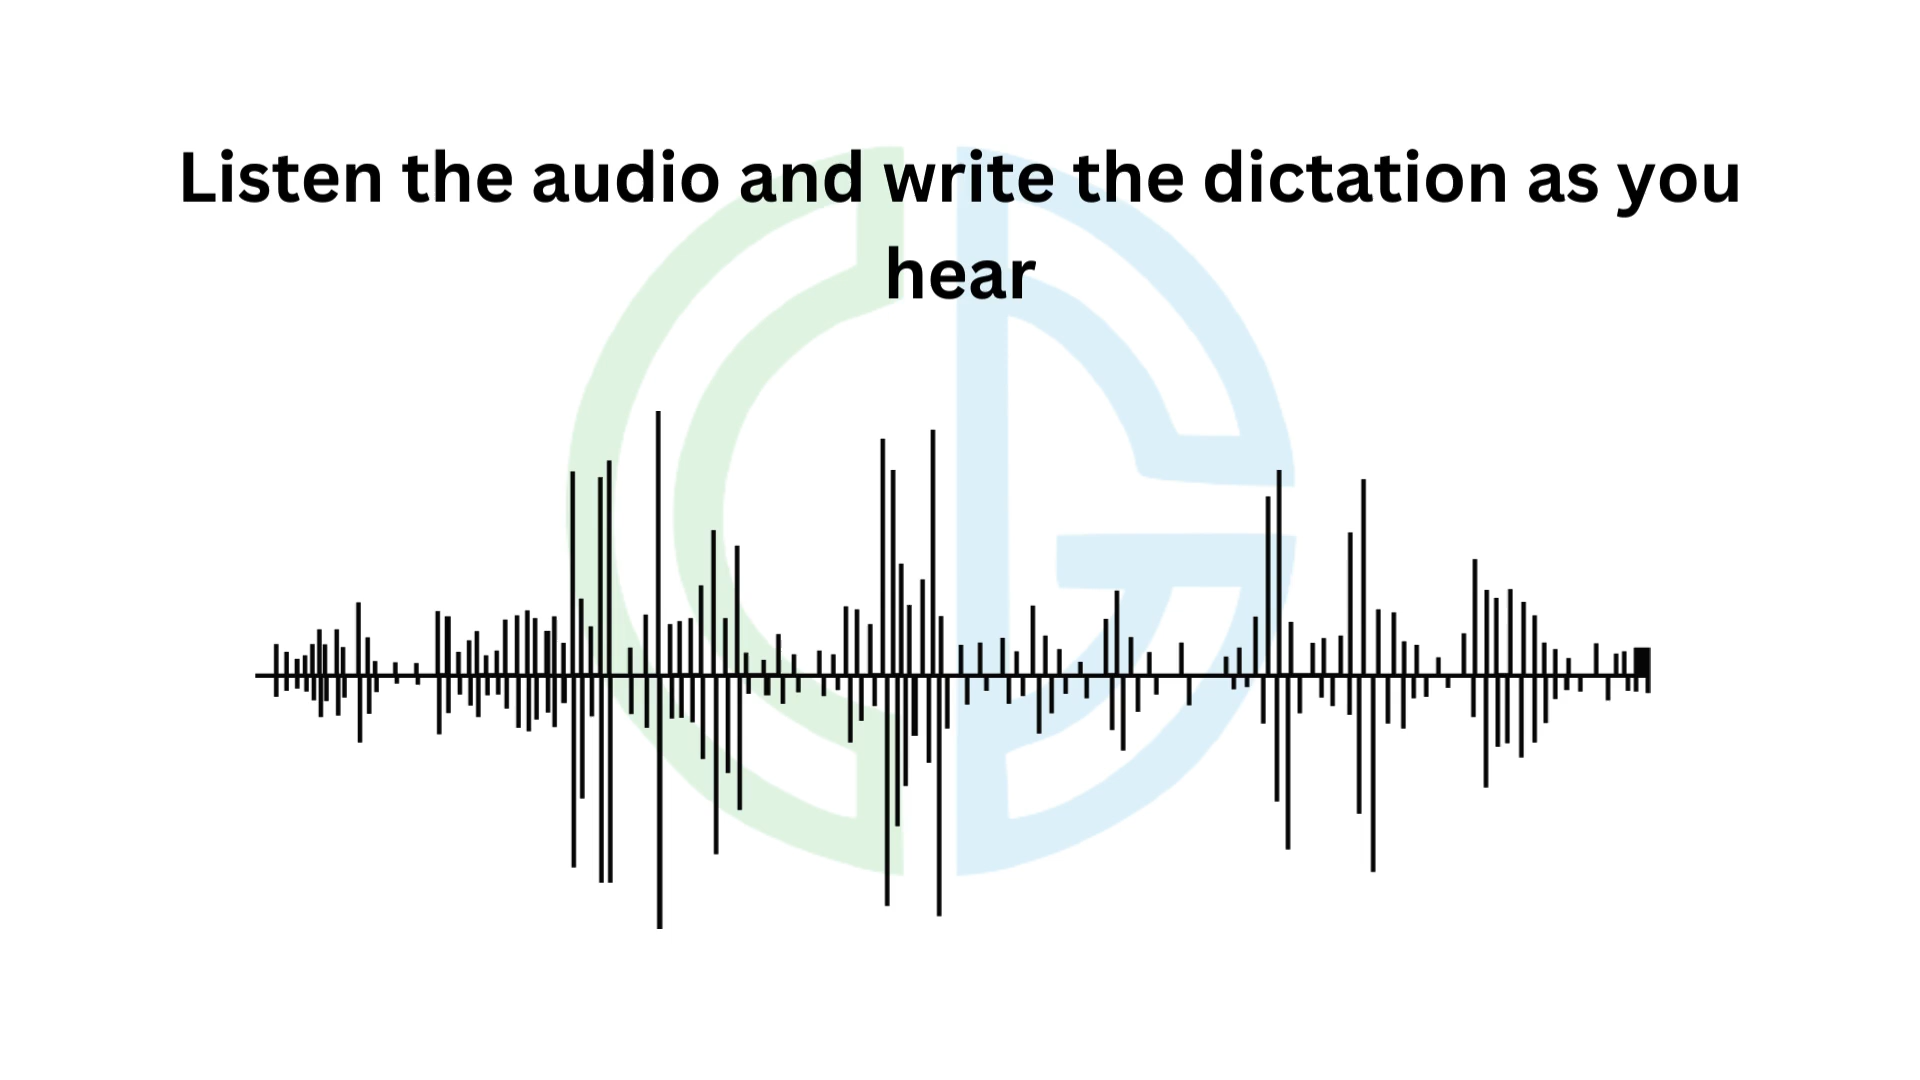 Listen the audio and write the dictation as you
hear